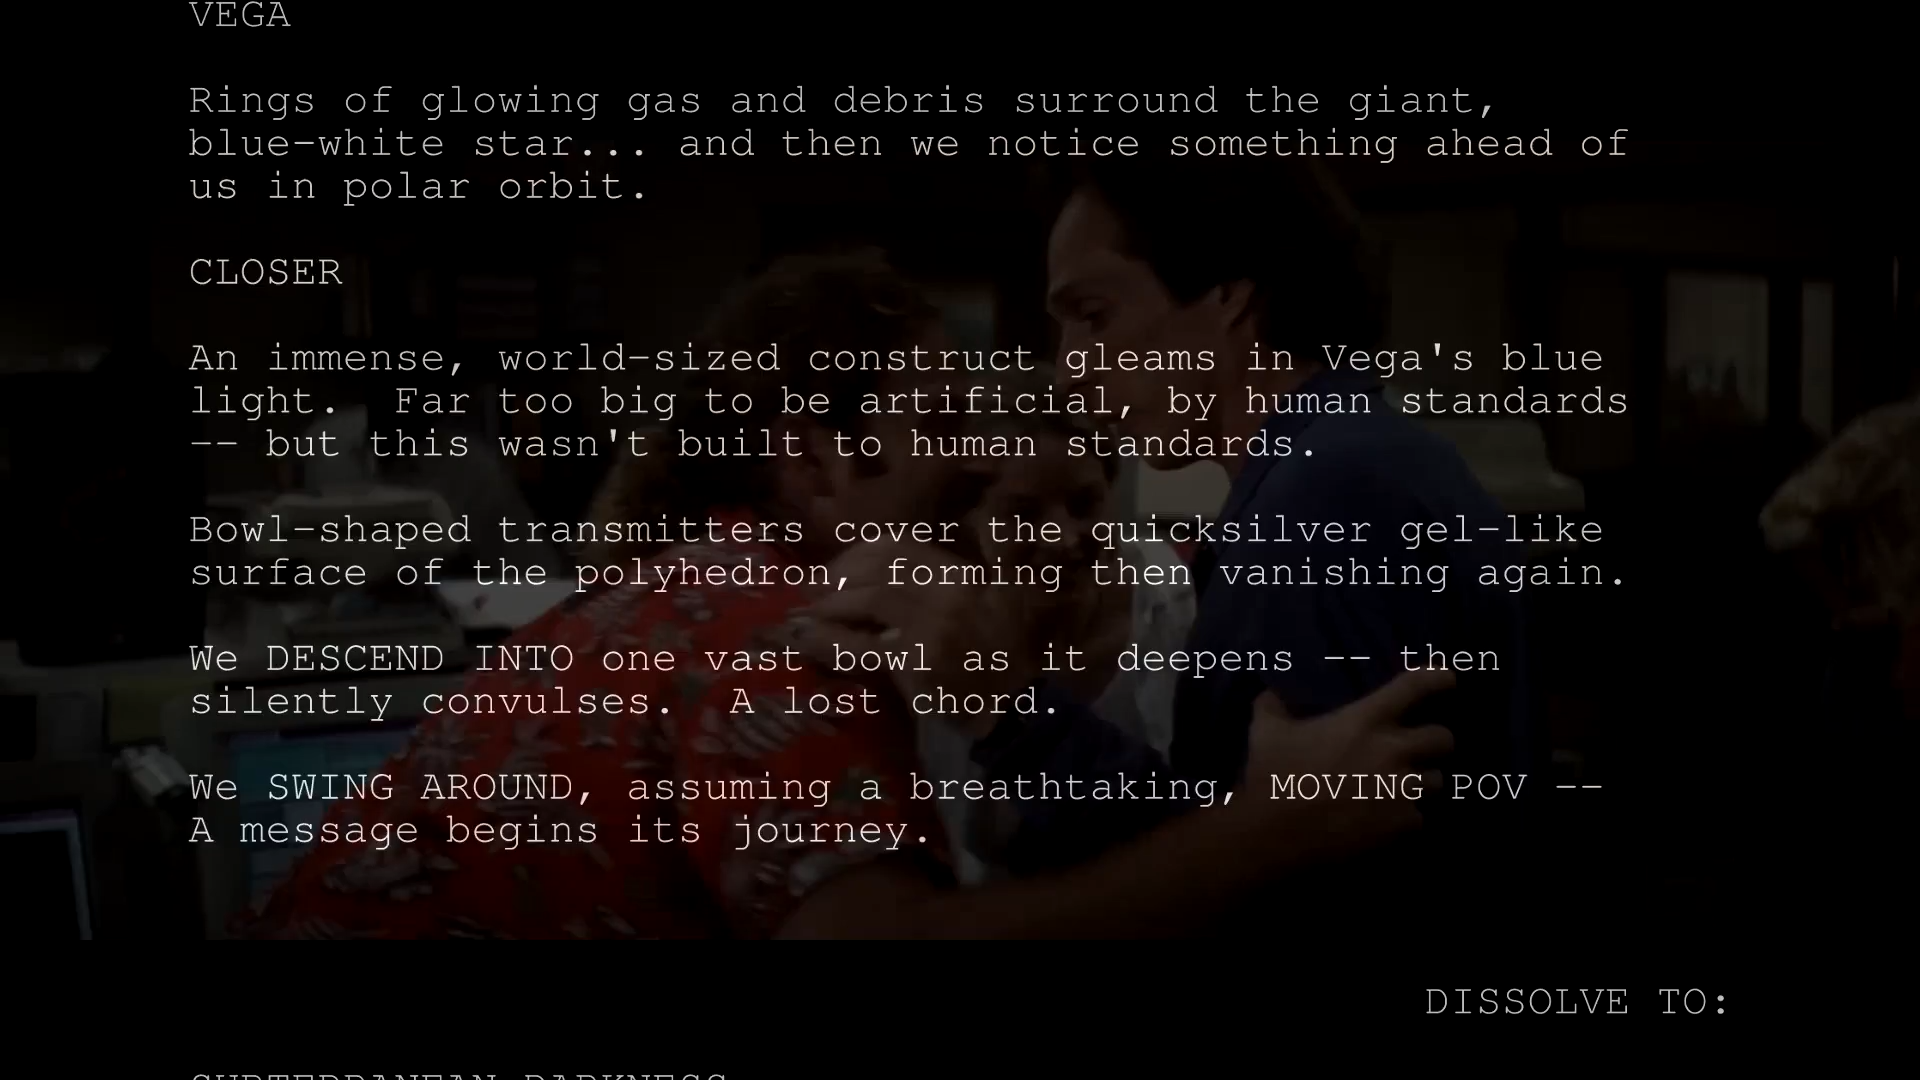 VEGA
Rings of glowing gas and debris surround the giant,
blue-white star... and then we notice something ahead of
us in polar orbit.
CLOSER
An immense, world-sized construct gleams in Vega's blue
light.  Far too big to be artificial, by human standards
-- but this wasn't built to human standards.
Bowl-shaped transmitters cover the quicksilver gel-like
surface of the polyhedron, forming then vanishing again.
We DESCEND INTO one vast bowl as it deepens -- then
silently convulses.  A lost chord.
We SWING AROUND, assuming a breathtaking, MOVING POV --
A message begins its journey.
DISSOLVE TO:
SUBTERRANEAN DARKNESS